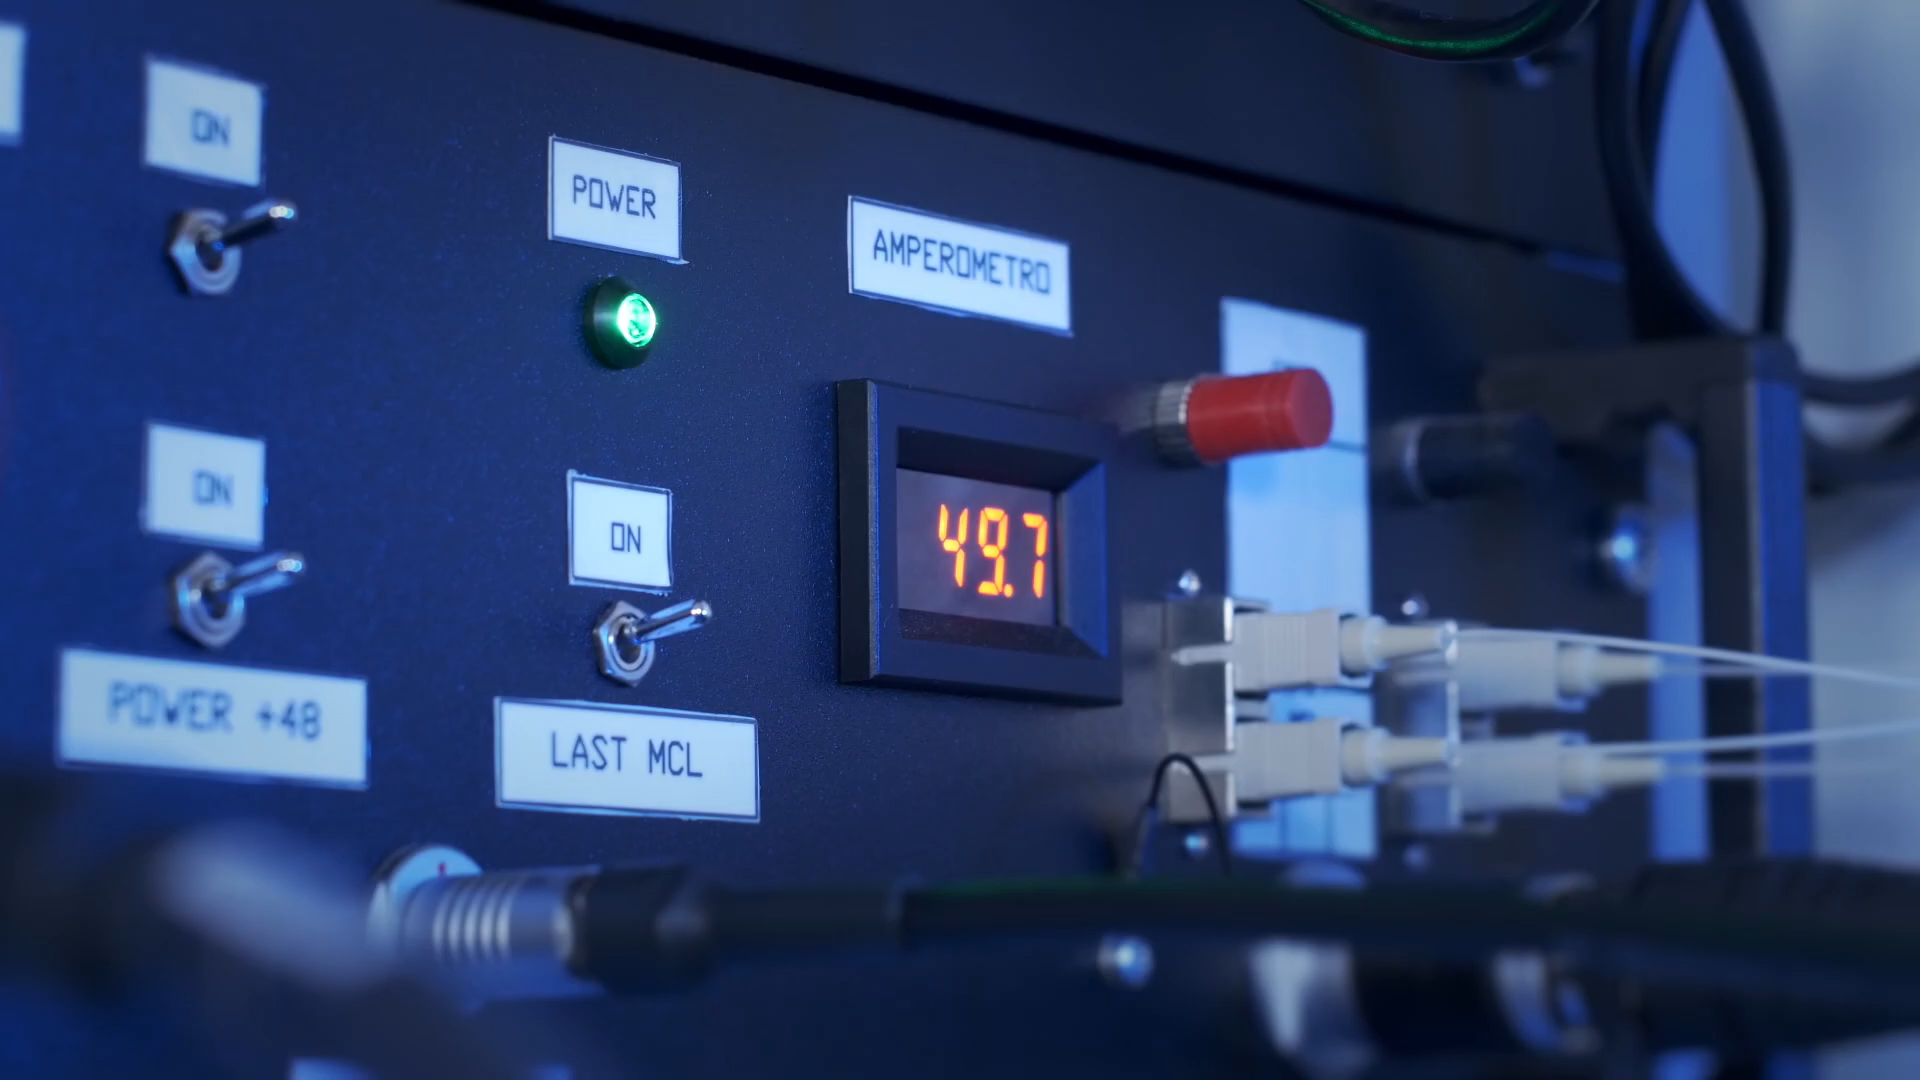 ON
POWER
AMPEROMETRO
ON
ON
49.7
POWER +48
LAST MCL